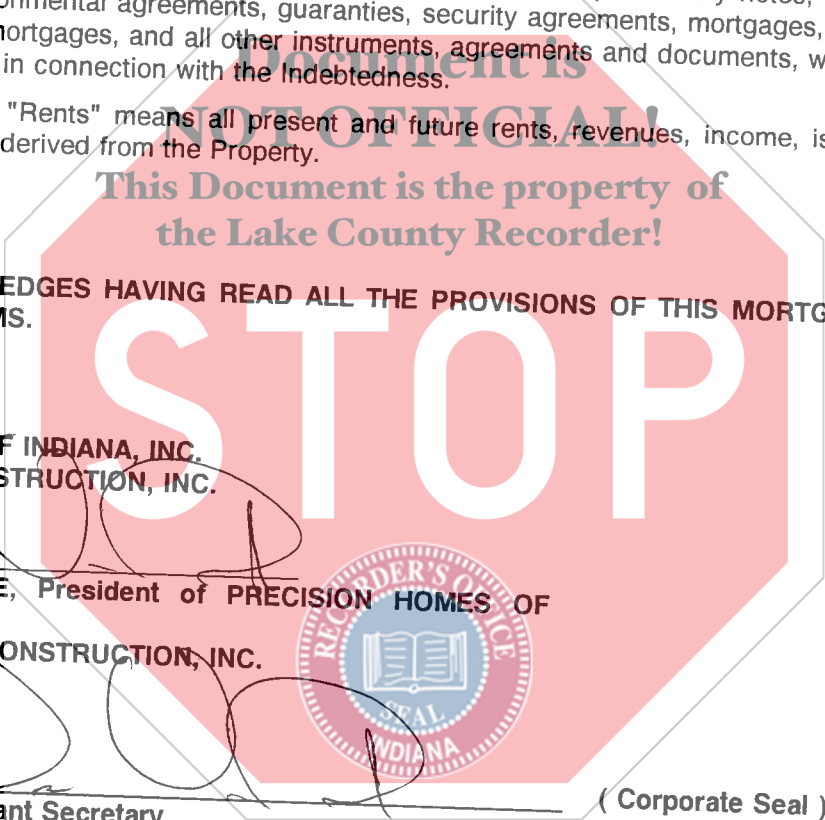 onmental agreements, guaranties, security agreements, mortgages,
mortgages, and all other instruments, agreements and documents, w
in connection with the Indebtedness.
Document is
"Rents" means all present and future rents, revenues, income, is
NOT OFFICIAL!
derived from the Property.
This Document is the property of
the Lake County Recorder!
EDGES HAVING READ ALL THE PROVISIONS OF THIS MORTG
MS.
STOP
F INDIANA, INC.
STRUCTION, INC.
E, President of PRECISION HOMES OF
ONSTRUCTION, INC.
RECORDER'S OFFICE
SEAL
INDIANA
( Corporate Seal )
ant Secretary